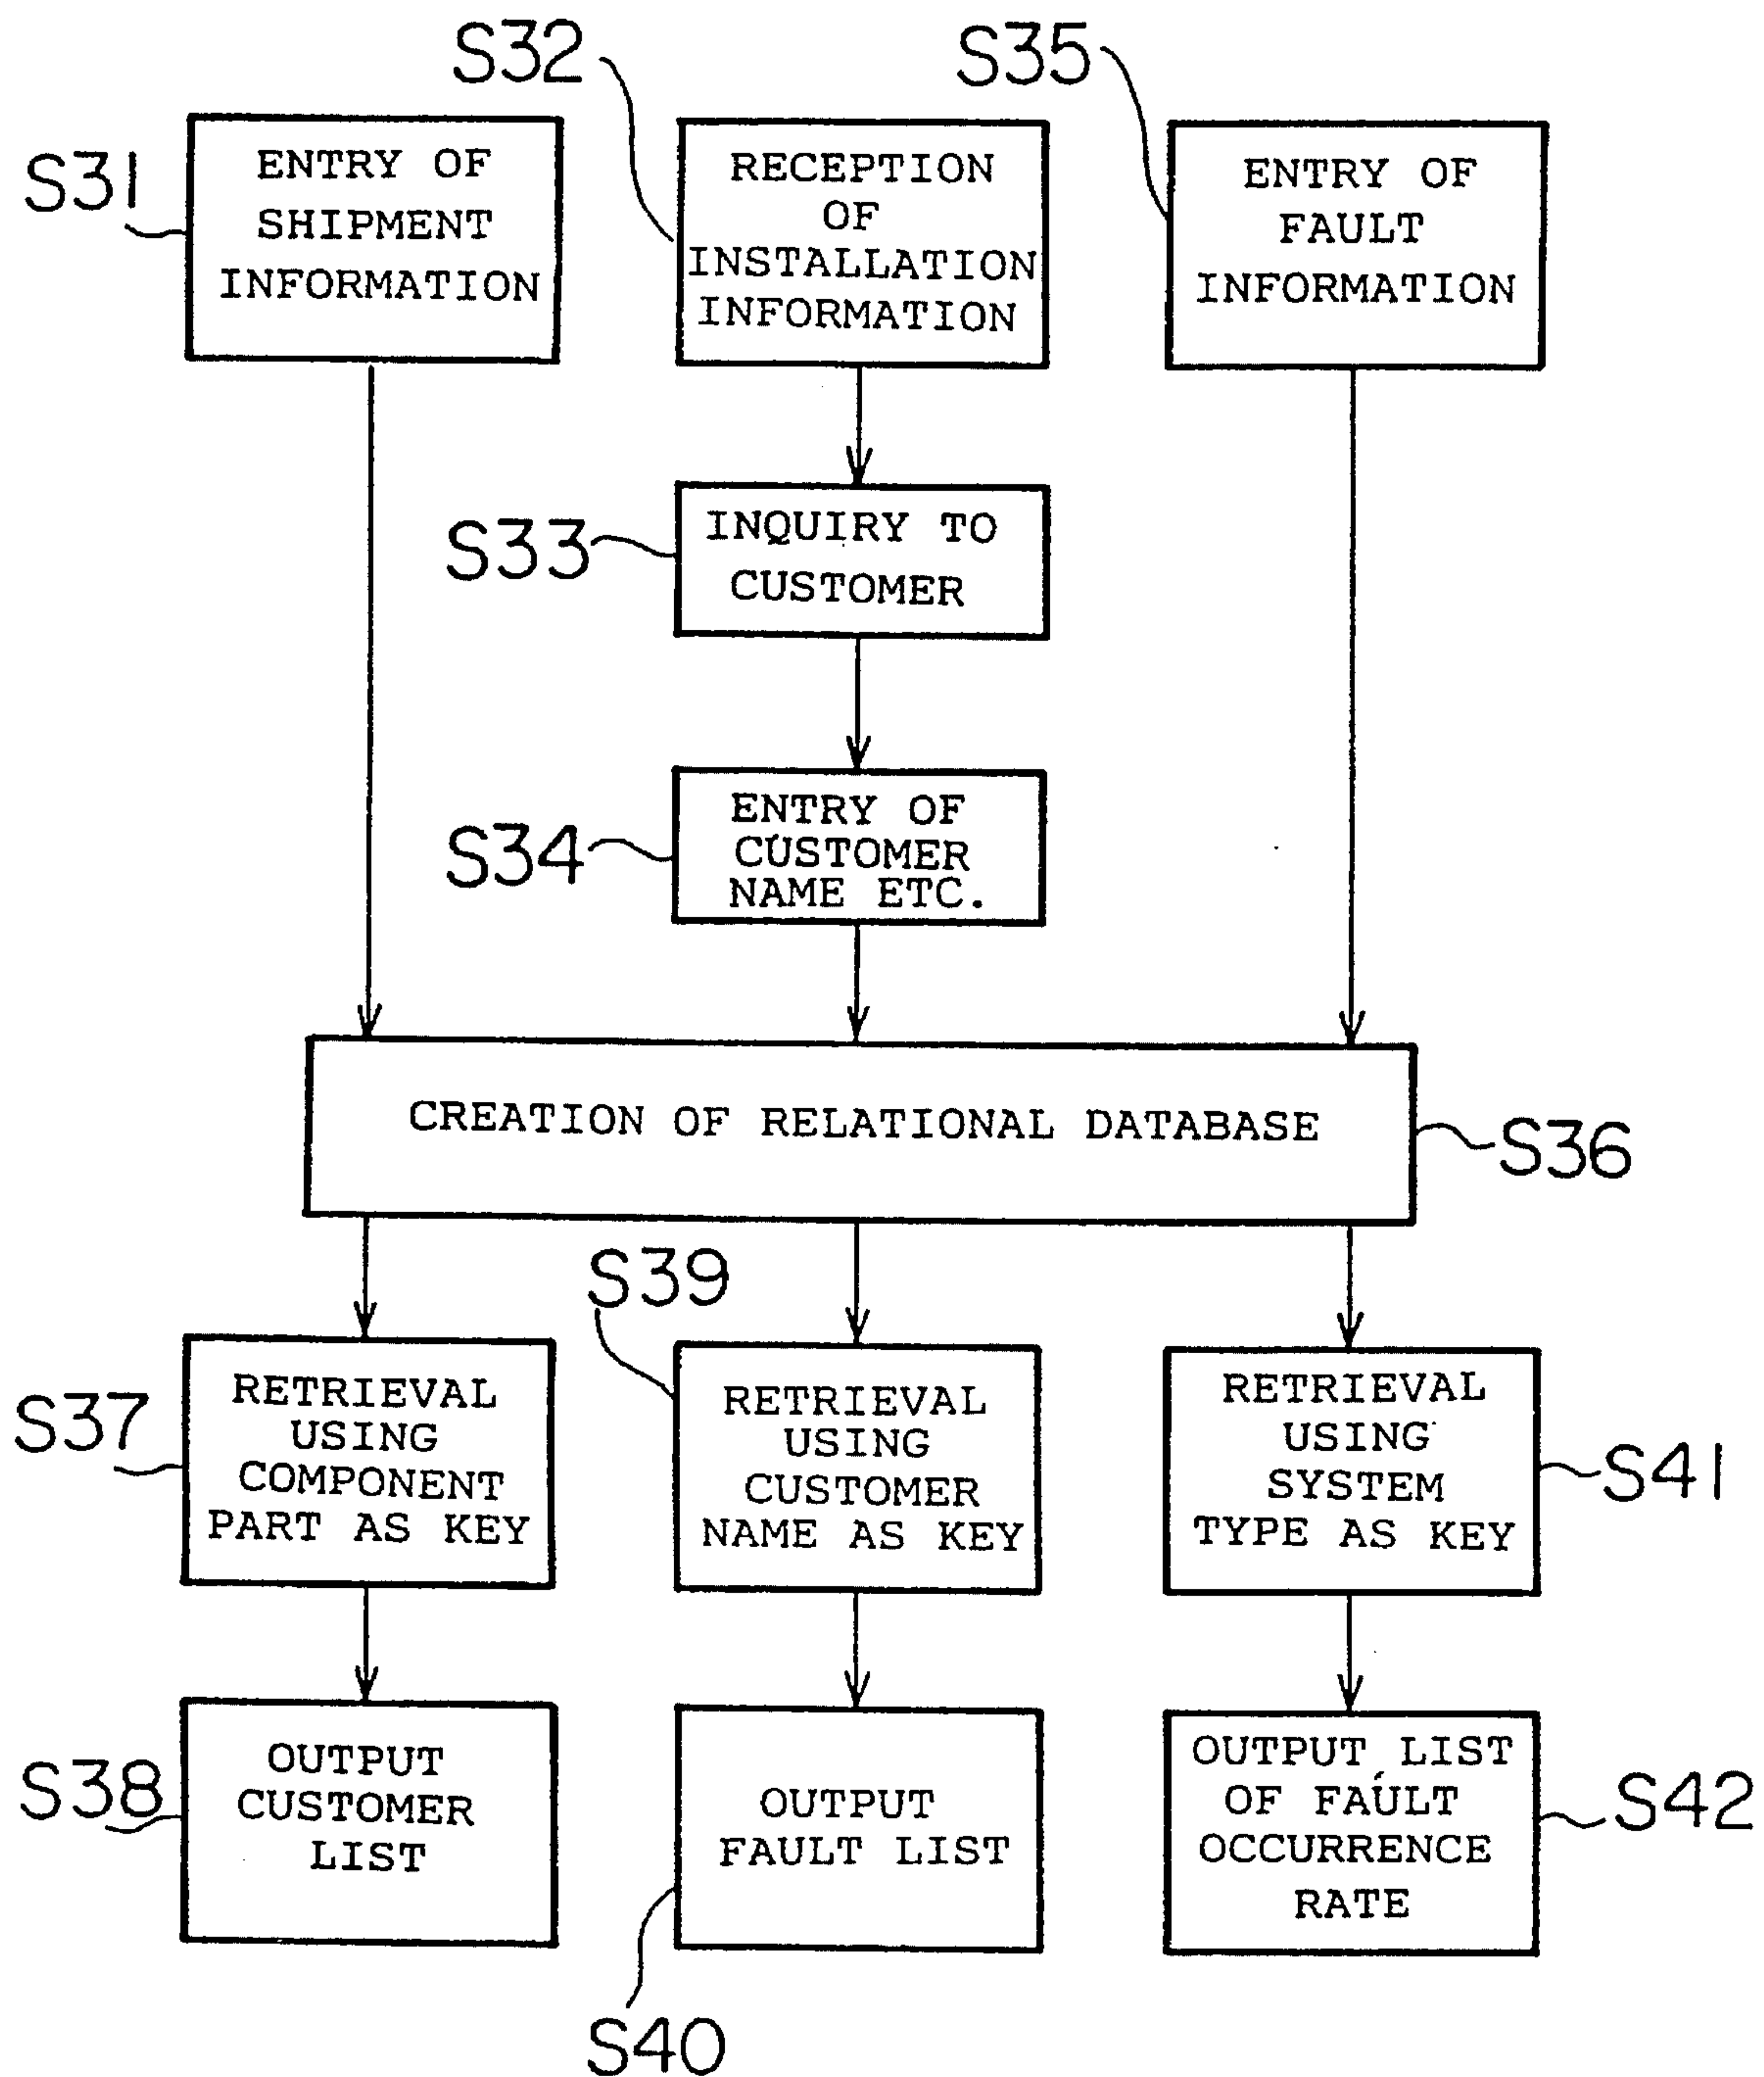 S31
ENTRY OF
SHIPMENT
INFORMATION
S32
RECEPTION
OF
INSTALLATION
INFORMATION
S35
ENTRY OF
FAULT
INFORMATION
S33
INQUIRY TO
CUSTOMER
S34
ENTRY OF
CUSTOMER
NAME ETC.
CREATION OF RELATIONAL DATABASE
S36
S37
RETRIEVAL
USING
COMPONENT
PART AS KEY
S39
RETRIEVAL
USING
CUSTOMER
NAME AS KEY
RETRIEVAL
USING
SYSTEM
TYPE AS KEY
S41
S38
OUTPUT
CUSTOMER
LIST
OUTPUT
FAULT LIST
S40
OUTPUT LIST
OF FAULT
OCCURRENCE
RATE
S42